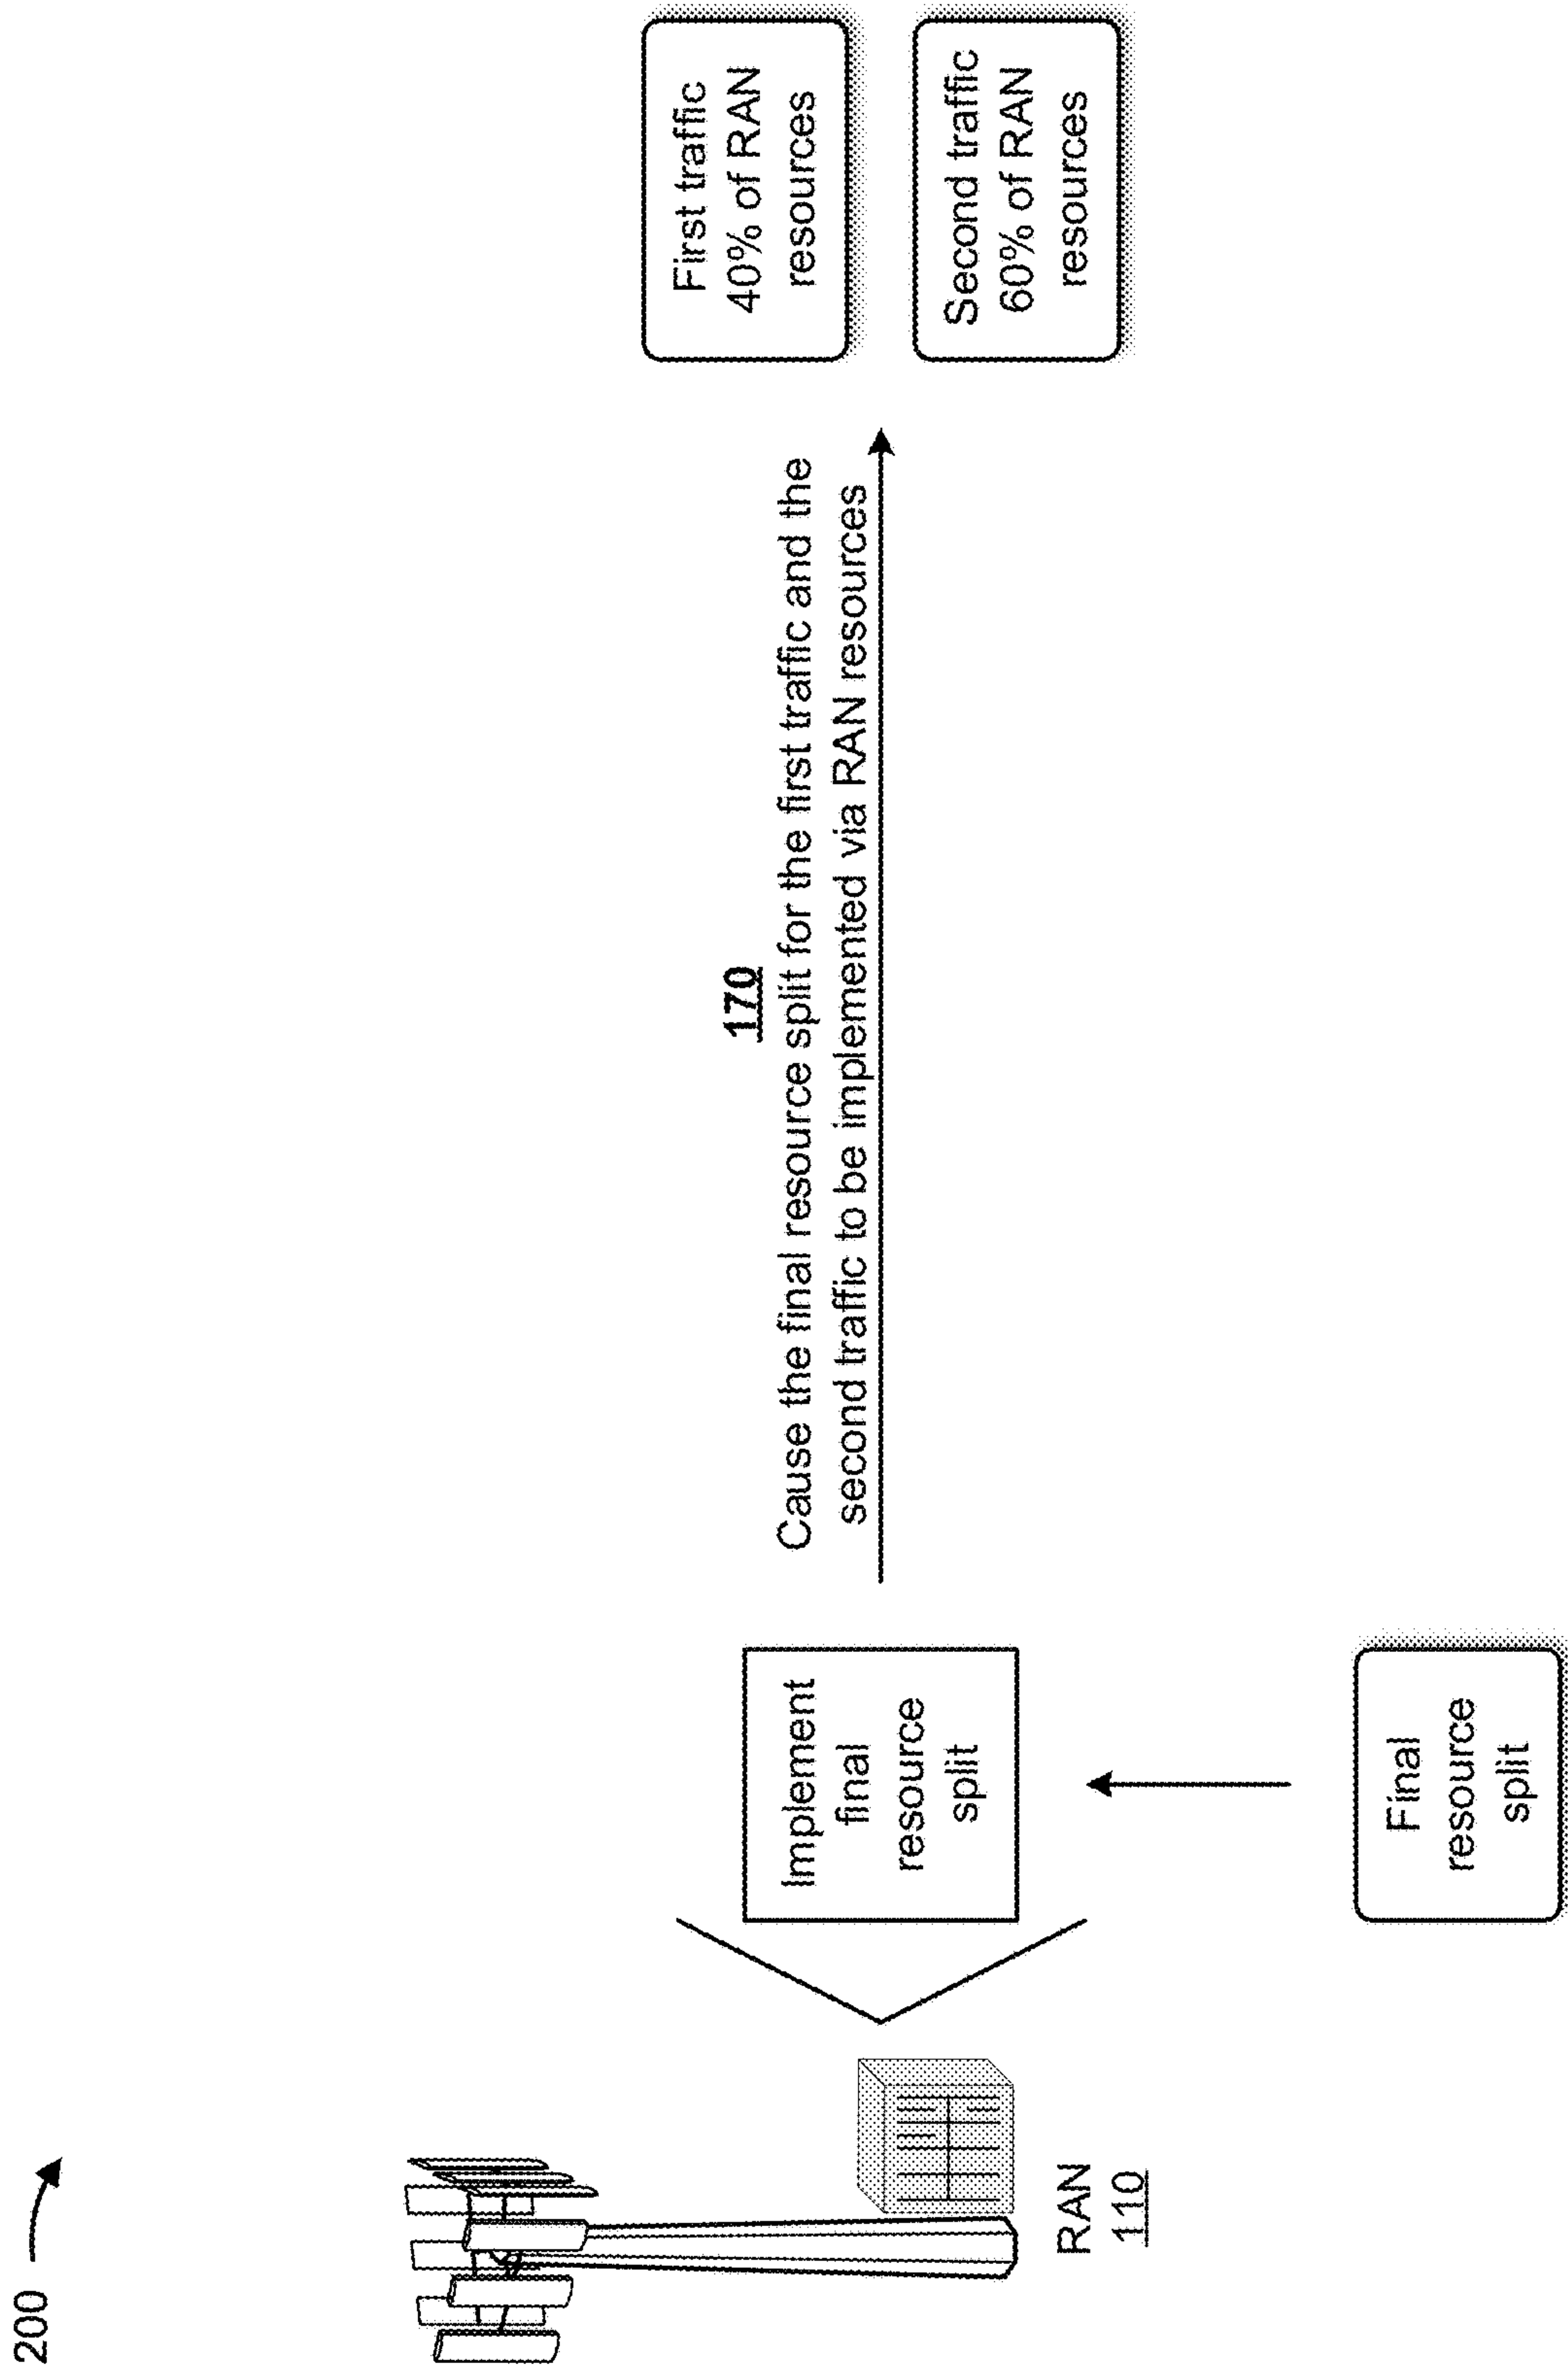 200
RAN
110
Implement
final
resource
split
Final
resource
split
170
Cause the final resource split for the first traffic and the
second traffic to be implemented via RAN resources
First traffic
40% of RAN
resources
Second traffic
60% of RAN
resources